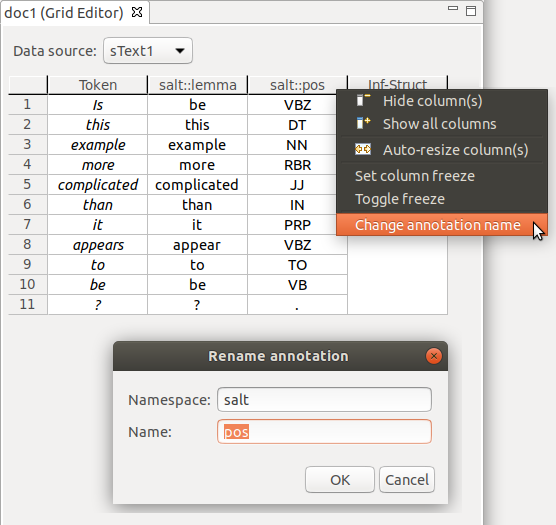 doc1 (Grid Editor)
Data source: sText1
Token salt::lemma salt::pos Inf-Struct
1 Is be VBZ
2 this this DT
3 example example NN
4 more more RBR
5 complicated complicated JJ
6 than than IN
7 it it PRP
8 appears appear VBZ
9 to to TO
10 be be VB
11 ? ? .
Hide column(s)
Show all columns
Auto-resize column(s)
Set column freeze
Toggle freeze
Change annotation name
Rename annotation
Namespace: salt
Name: pos
OK Cancel